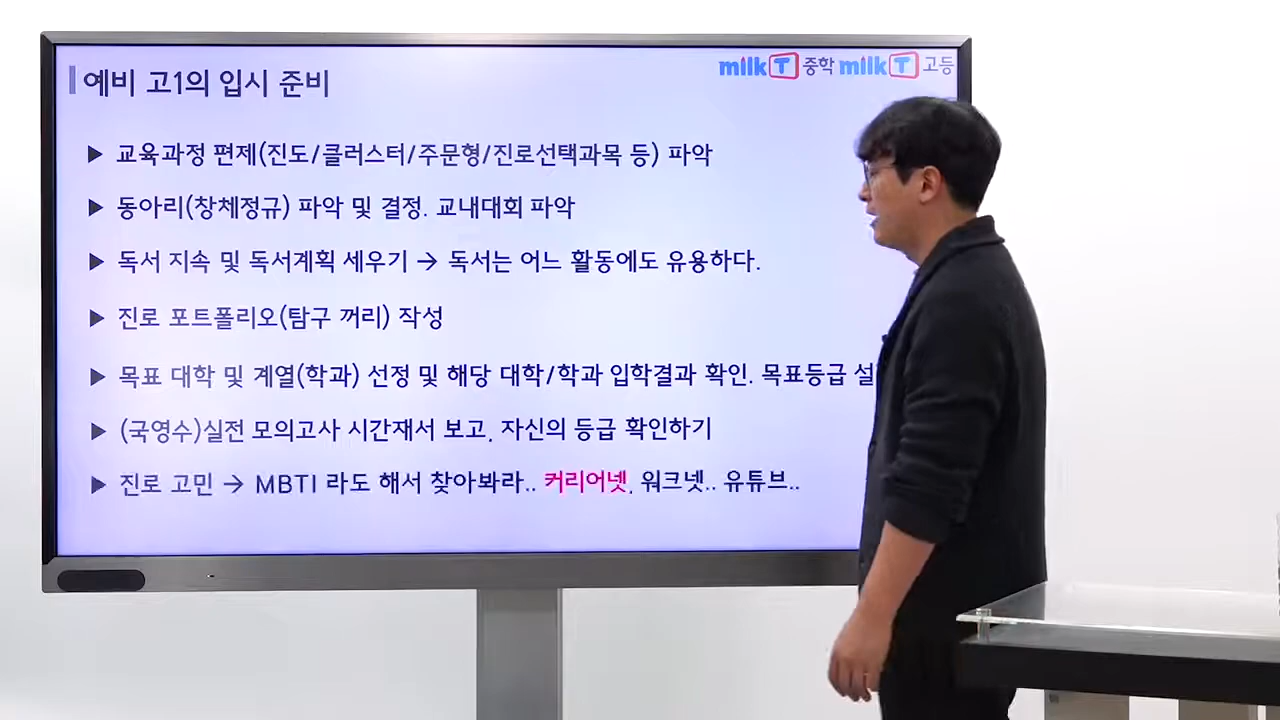 예비 고1의 입시 준비
milk T 중학 milk T 고등
▶ 교육과정 편제(진도/클러스터/주문형/진로선택과목 등) 파악
▶ 동아리(창체정규) 파악 및 결정. 교내대회 파악
▶ 독서 지속 및 독서계획 세우기 → 독서는 어느 활동에도 유용하다.
▶ 진로 포트폴리오(탐구 꺼리) 작성
▶ 목표 대학 및 계열(학과) 선정 및 해당 대학/학과 입학결과 확인. 목표등급 설
▶ (국영수)실전 모의고사 시간재서 보고, 자신의 등급 확인하기
▶ 진로 고민 → MBTI 라도 해서 찾아봐라.. 커리어넷, 워크넷.. 유튜브..